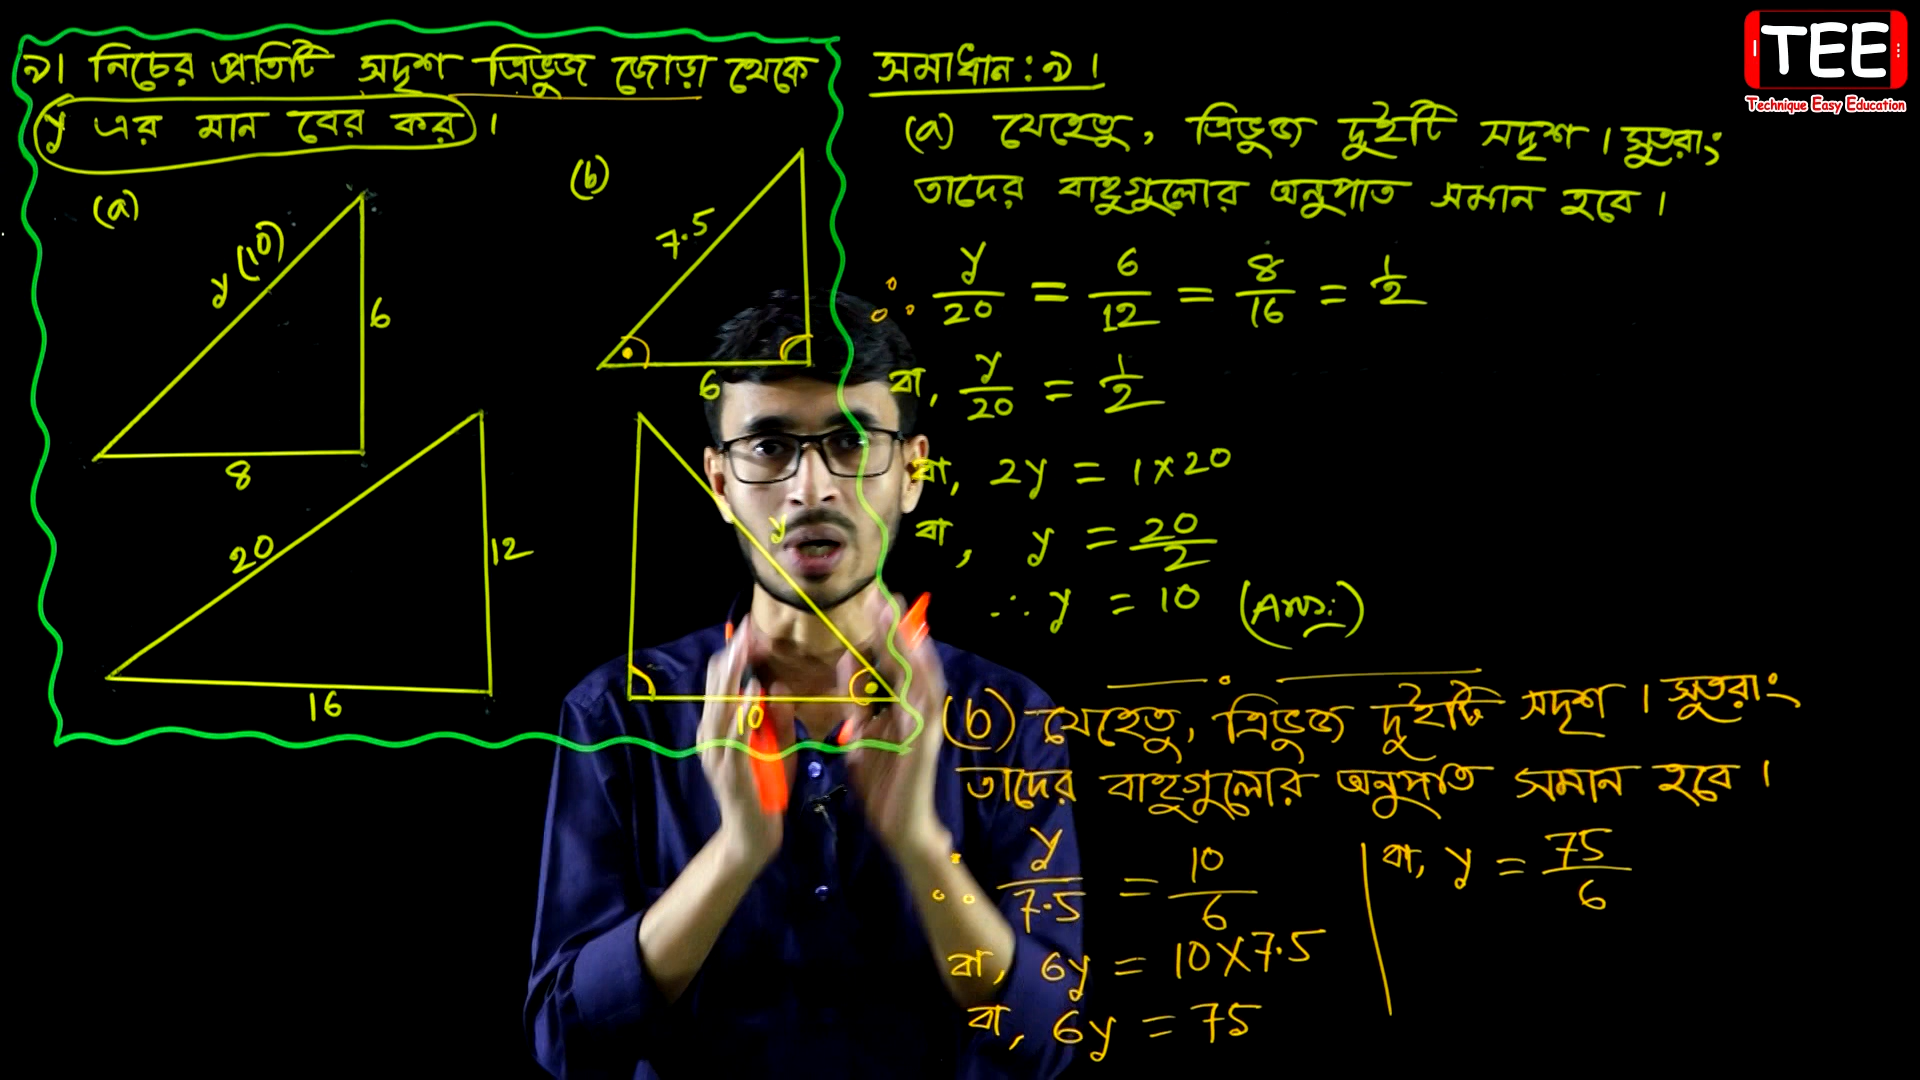 ৯। নিচের প্রতিটি সদৃশ ত্রিভুজ জোড়া থেকে
y এর মান বের কর।
(a)
y (10)
6
8
20
12
16
(b)
7.5
6
y
10
সমাধান: ৯।
(a) যেহেতু, ত্রিভুজ দুইটি সদৃশ। সুতরাং
তাদের বাহুগুলোর অনুপাত সমান হবে।
∴ y/20 = 6/12 = 8/16 = 1/2
বা, y/20 = 1/2
বা, 2y = 1×20
বা, y = 20/2
∴ y = 10 (Ans:)
(b) যেহেতু, ত্রিভুজ দুইটি সদৃশ। সুতরাং
তাদের বাহুগুলোর অনুপাত সমান হবে।
∴ y/7.5 = 10/6
বা, 6y = 10×7.5
বা, 6y = 75
বা, y = 75/6
TEE
Technique Easy Education